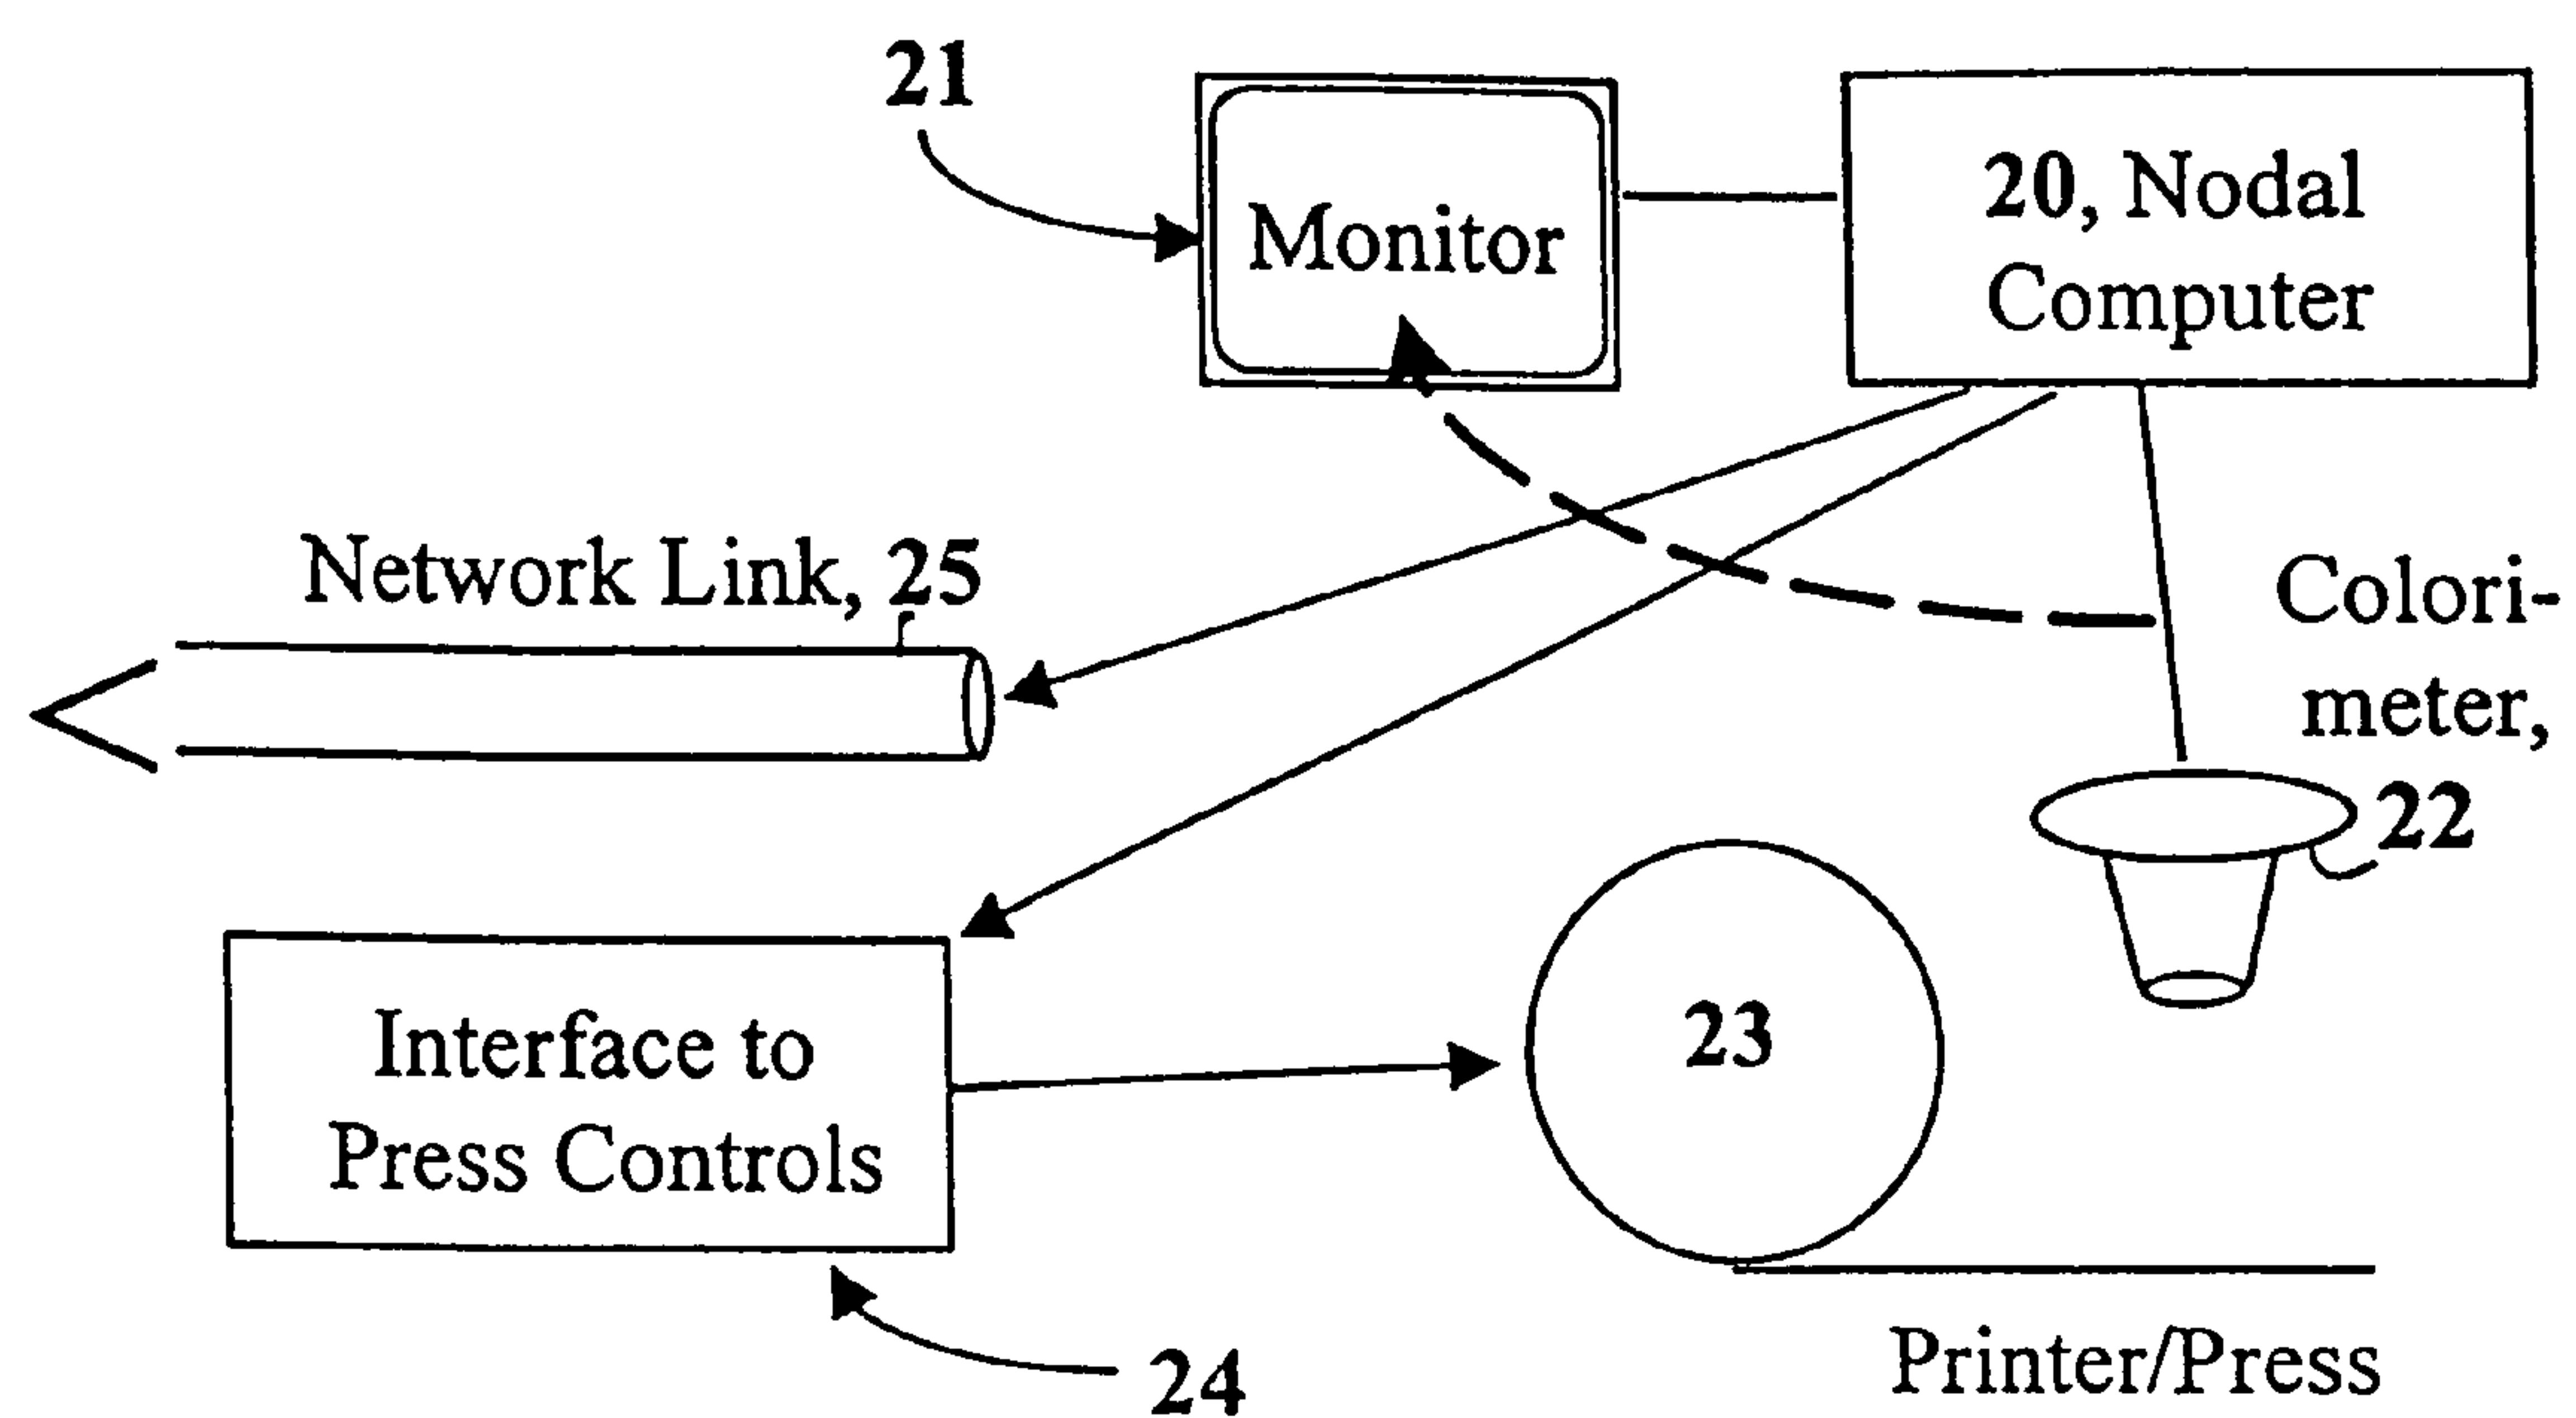 21
Monitor
20, Nodal
Computer
Network Link, 25
Colori-
meter,
22
Interface to
Press Controls
23
24
Printer/Press